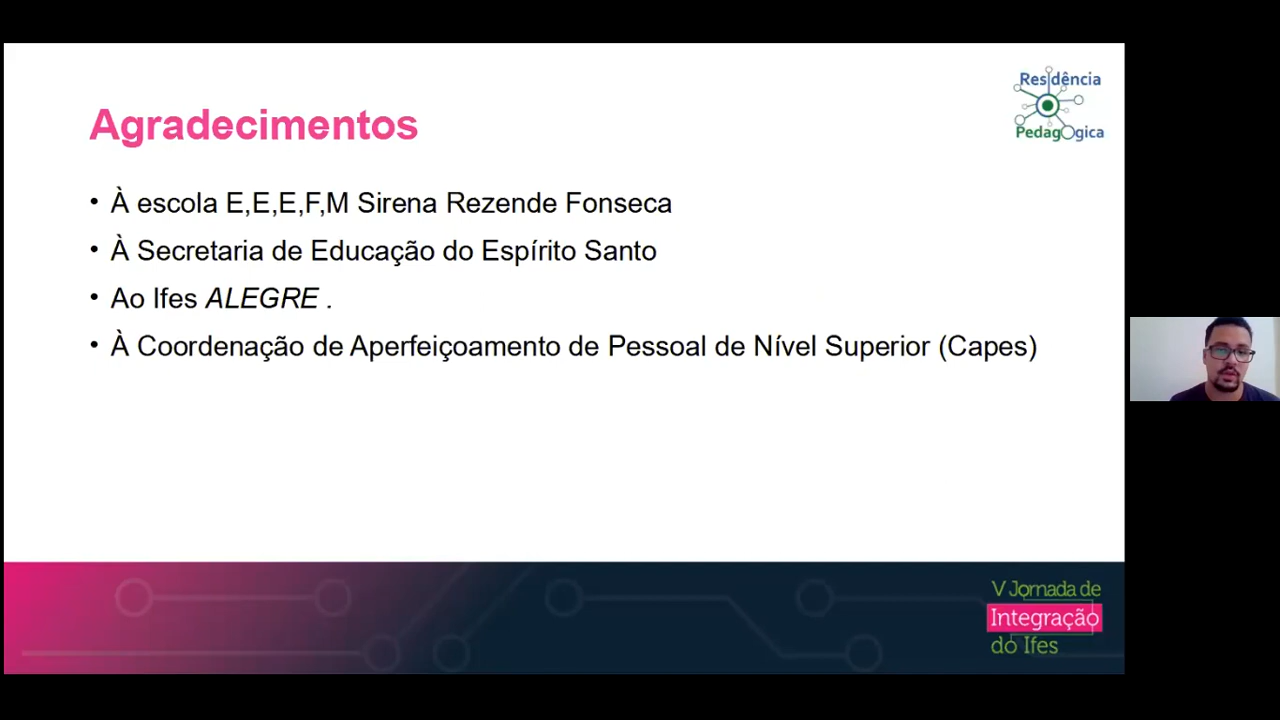 Residência
Pedagógica
Agradecimentos
• À escola E,E,E,F,M Sirena Rezende Fonseca
• À Secretaria de Educação do Espírito Santo
• Ao Ifes ALEGRE .
• À Coordenação de Aperfeiçoamento de Pessoal de Nível Superior (Capes)
V Jornada de
Integração
do Ifes